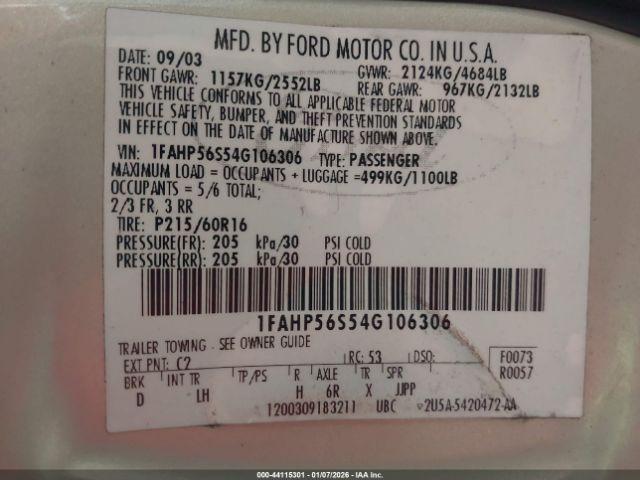 MFD. BY FORD MOTOR CO. IN U.S.A.
DATE: 09/03 GVWR: 2124KG/4684LB
FRONT GAWR: 1157KG/2552LB REAR GAWR: 967KG/2132LB
THIS VEHICLE CONFORMS TO ALL APPLICABLE FEDERAL MOTOR
VEHICLE SAFETY, BUMPER, AND THEFT PREVENTION STANDARDS
IN EFFECT ON THE DATE OF MANUFACTURE SHOWN ABOVE.
VIN: 1FAHP56S54G106306 TYPE: PASSENGER
MAXIMUM LOAD = OCCUPANTS + LUGGAGE =499KG/1100LB
OCCUPANTS = 5/6 TOTAL;
2/3 FR, 3 RR
TIRE: P215/60R16
PRESSURE(FR): 205 kPa/30 PSI COLD
PRESSURE(RR): 205 kPa/30 PSI COLD
1FAHP56S54G106306
TRAILER TOWING - SEE OWNER GUIDE
EXT PNT: C2 RC: 53 DSO: F0073
BRK INT TR TP/PS R AXLE TR SPR R0057
D LH H 6R X JJPP
1200309183211 UBC 2U5A-5420472-AA
000-44115301 - 01/07/2026 - IAAI.COM